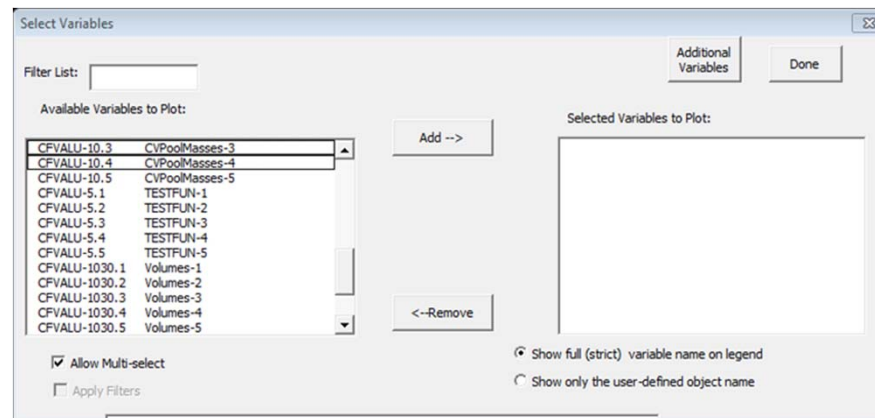 Select Variables
Additional
Variables
Done
Filter List:
Available Variables to Plot:
Selected Variables to Plot:
Add -->
CFVALU-10.3 CVPoolMasses-3
CFVALU-10.4 CVPoolMasses-4
CFVALU-10.5 CVPoolMasses-5
CFVALU-5.1 TESTFUN-1
CFVALU-5.2 TESTFUN-2
CFVALU-5.3 TESTFUN-3
CFVALU-5.4 TESTFUN-4
CFVALU-5.5 TESTFUN-5
CFVALU-1030.1 Volumes-1
CFVALU-1030.2 Volumes-2
CFVALU-1030.3 Volumes-3
CFVALU-1030.4 Volumes-4
CFVALU-1030.5 Volumes-5
<--Remove
Allow Multi-select
Apply Filters
Show full (strict) variable name on legend
Show only the user-defined object name